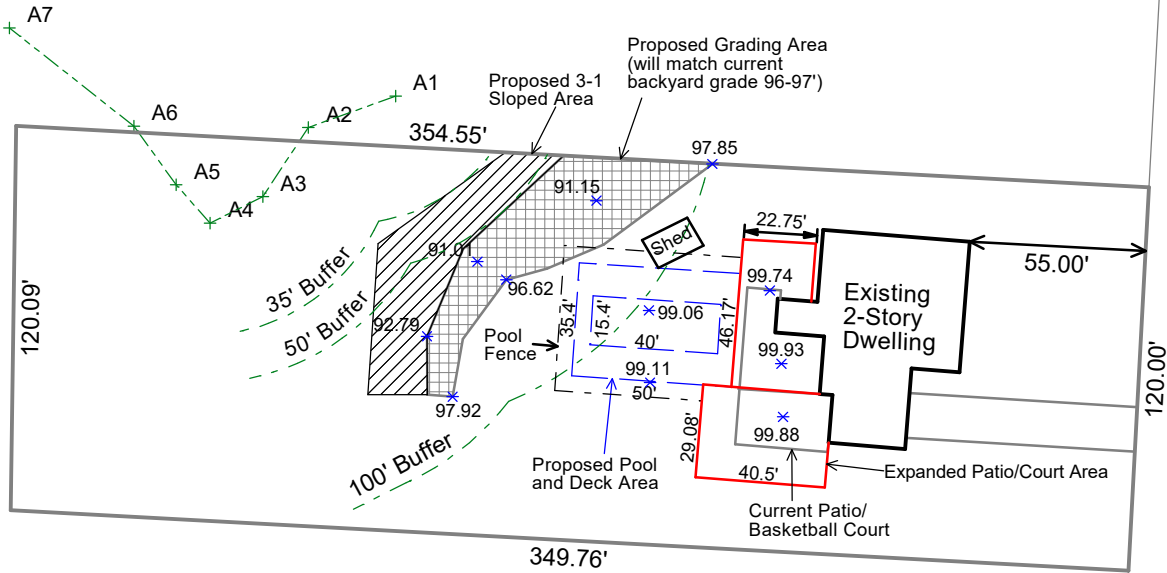 A7
A1
A6
A2
A5
A3
A4
354.55'
Proposed 3-1
Sloped Area
Proposed Grading Area
(will match current
backyard grade 96-97')
97.85
91.15
91.01
96.62
92.79
97.92
35' Buffer
50' Buffer
100' Buffer
120.09'
Shed
22.75'
55.00'
99.74
Existing
2-Story
Dwelling
Pool
Fence
35.4'
15.4'
99.06
40'
46.17'
99.93
99.11
50'
99.88
29.08'
40.5'
120.00'
Proposed Pool
and Deck Area
Expanded Patio/Court Area
Current Patio/
Basketball Court
349.76'